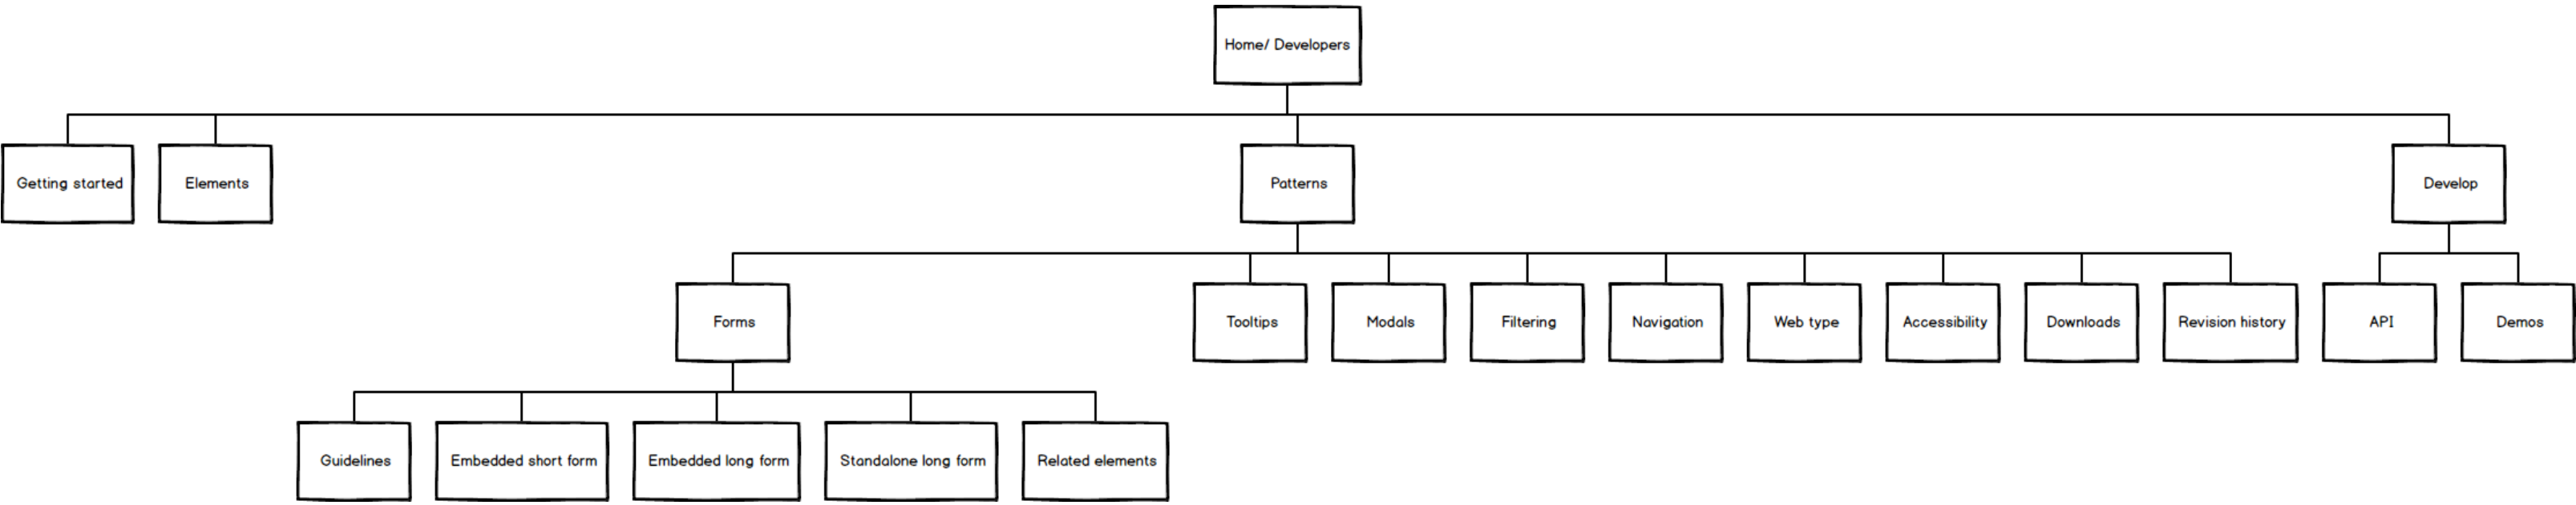 Home/ Developers
Getting started
Elements
Patterns
Develop
Forms
Tooltips
Modals
Filtering
Navigation
Web type
Accessibility
Downloads
Revision history
API
Demos
Guidelines
Embedded short form
Embedded long form
Standalone long form
Related elements